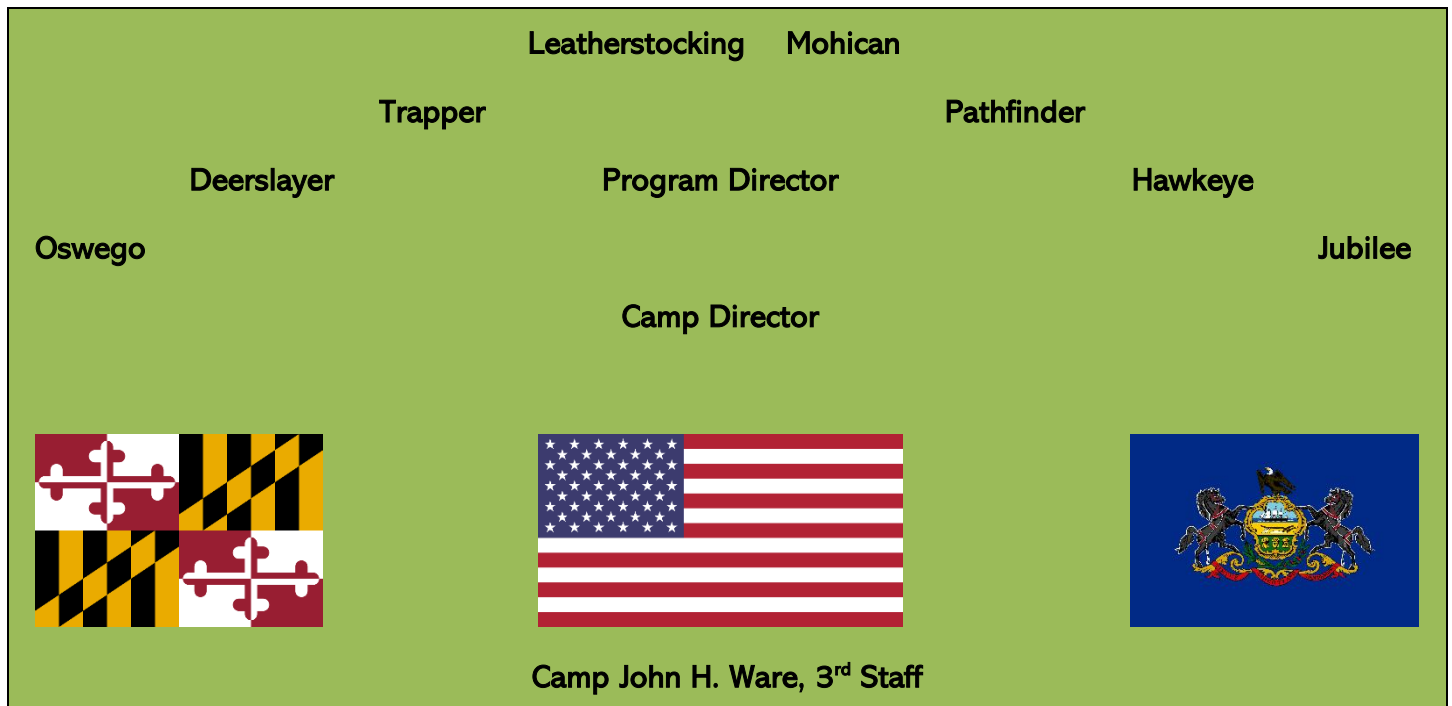 Leatherstocking Mohican
Trapper Pathfinder
Deerslayer Program Director Hawkeye
Oswego Jubilee
Camp Director
Camp John H. Ware, 3rd Staff